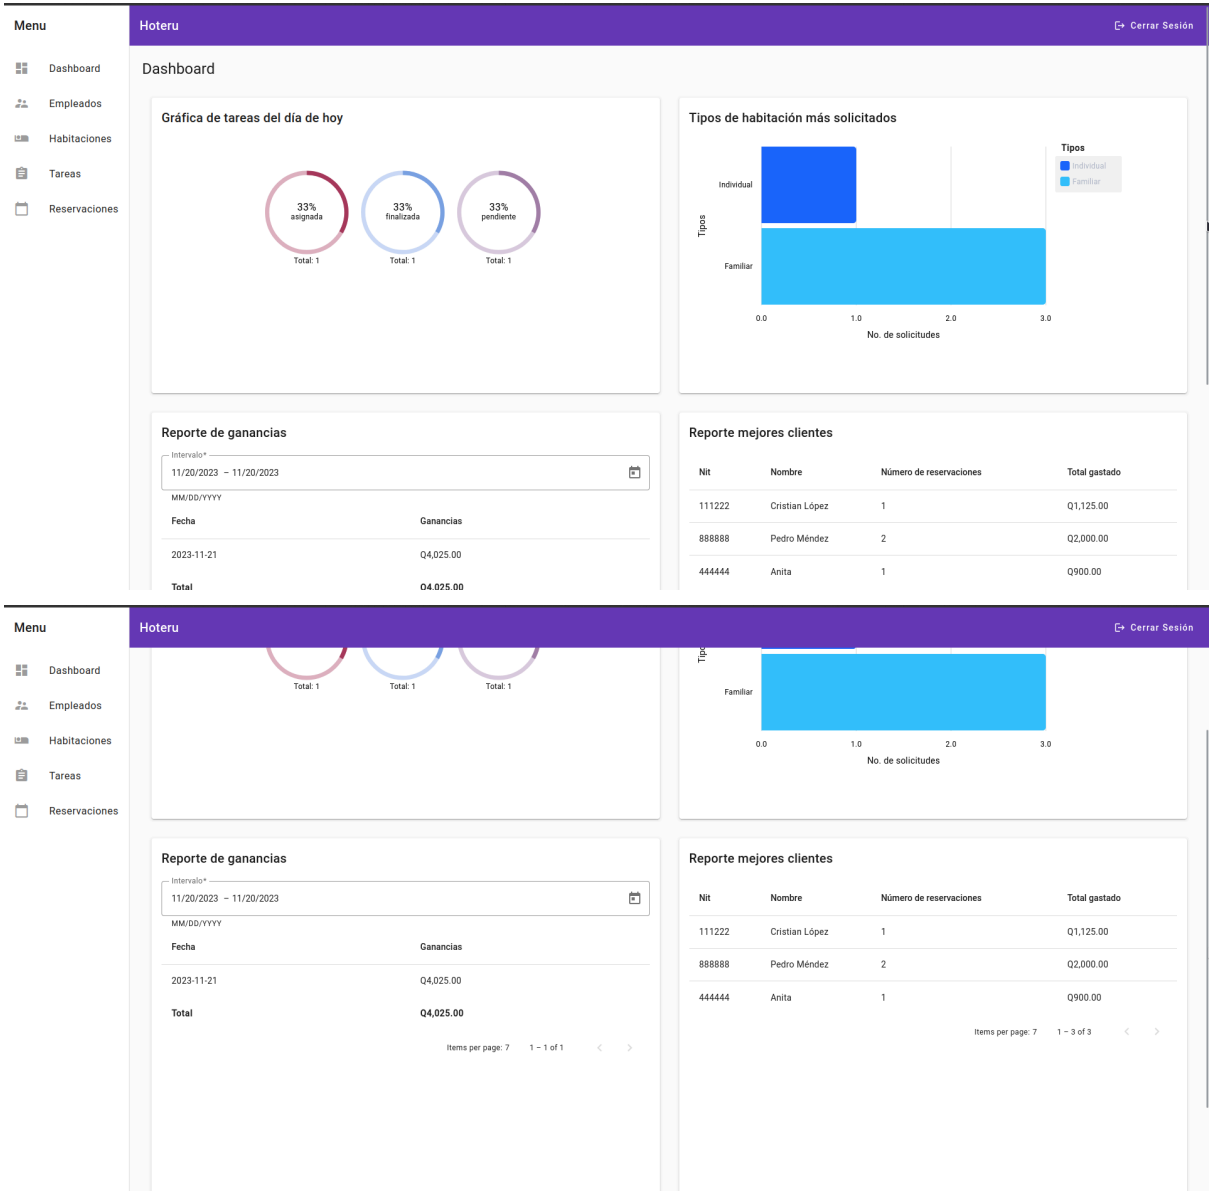 Menu
Hoteru
Cerrar Sesión
Dashboard
Empleados
Habitaciones
Tareas
Reservaciones
Dashboard
Gráfica de tareas del día de hoy
33%
asignada
Total: 1
33%
finalizada
Total: 1
33%
pendiente
Total: 1
Tipos de habitación más solicitados
Tipos
Individual
Familiar
Tipos
Individual
Familiar
0.0 1.0 2.0 3.0
No. de solicitudes
Reporte de ganancias
Intervalo*
11/20/2023 – 11/20/2023
MM/DD/YYYY
Fecha Ganancias
2023-11-21 Q4,025.00
Total Q4,025.00
Reporte mejores clientes
Nit Nombre Número de reservaciones Total gastado
111222 Cristian López 1 Q1,125.00
888888 Pedro Méndez 2 Q2,000.00
444444 Anita 1 Q900.00
Menu
Hoteru
Cerrar Sesión
Dashboard
Empleados
Habitaciones
Tareas
Reservaciones
Total: 1
Total: 1
Total: 1
Tipos
Familiar
0.0 1.0 2.0 3.0
No. de solicitudes
Reporte de ganancias
Intervalo*
11/20/2023 – 11/20/2023
MM/DD/YYYY
Fecha Ganancias
2023-11-21 Q4,025.00
Total Q4,025.00
Items per page: 7 1 – 1 of 1
Reporte mejores clientes
Nit Nombre Número de reservaciones Total gastado
111222 Cristian López 1 Q1,125.00
888888 Pedro Méndez 2 Q2,000.00
444444 Anita 1 Q900.00
Items per page: 7 1 – 3 of 3